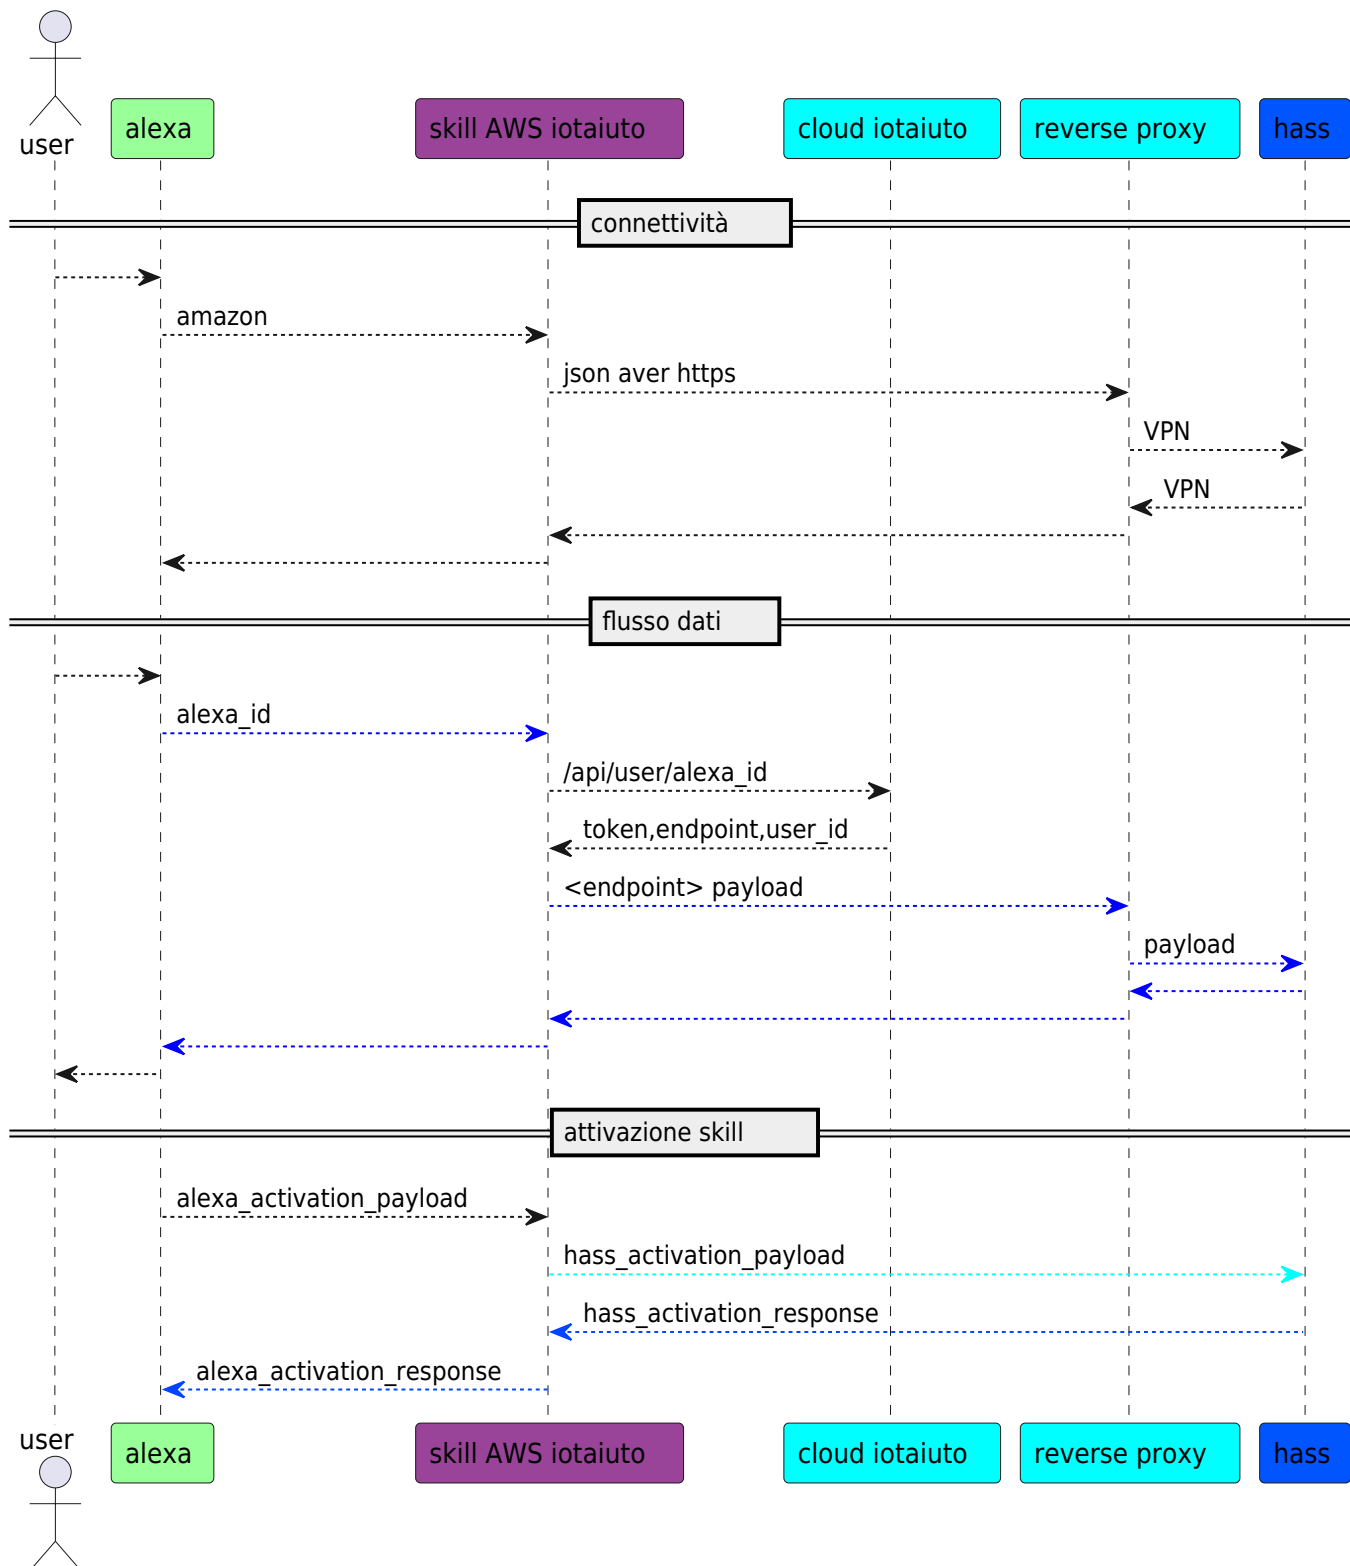 user
alexa
skill AWS iotaiuto
cloud iotaiuto
reverse proxy
hass
connettività
amazon
json aver https
VPN
VPN
flusso dati
alexa_id
/api/user/alexa_id
token,endpoint,user_id
<endpoint> payload
payload
attivazione skill
alexa_activation_payload
hass_activation_payload
hass_activation_response
alexa_activation_response
user
alexa
skill AWS iotaiuto
cloud iotaiuto
reverse proxy
hass